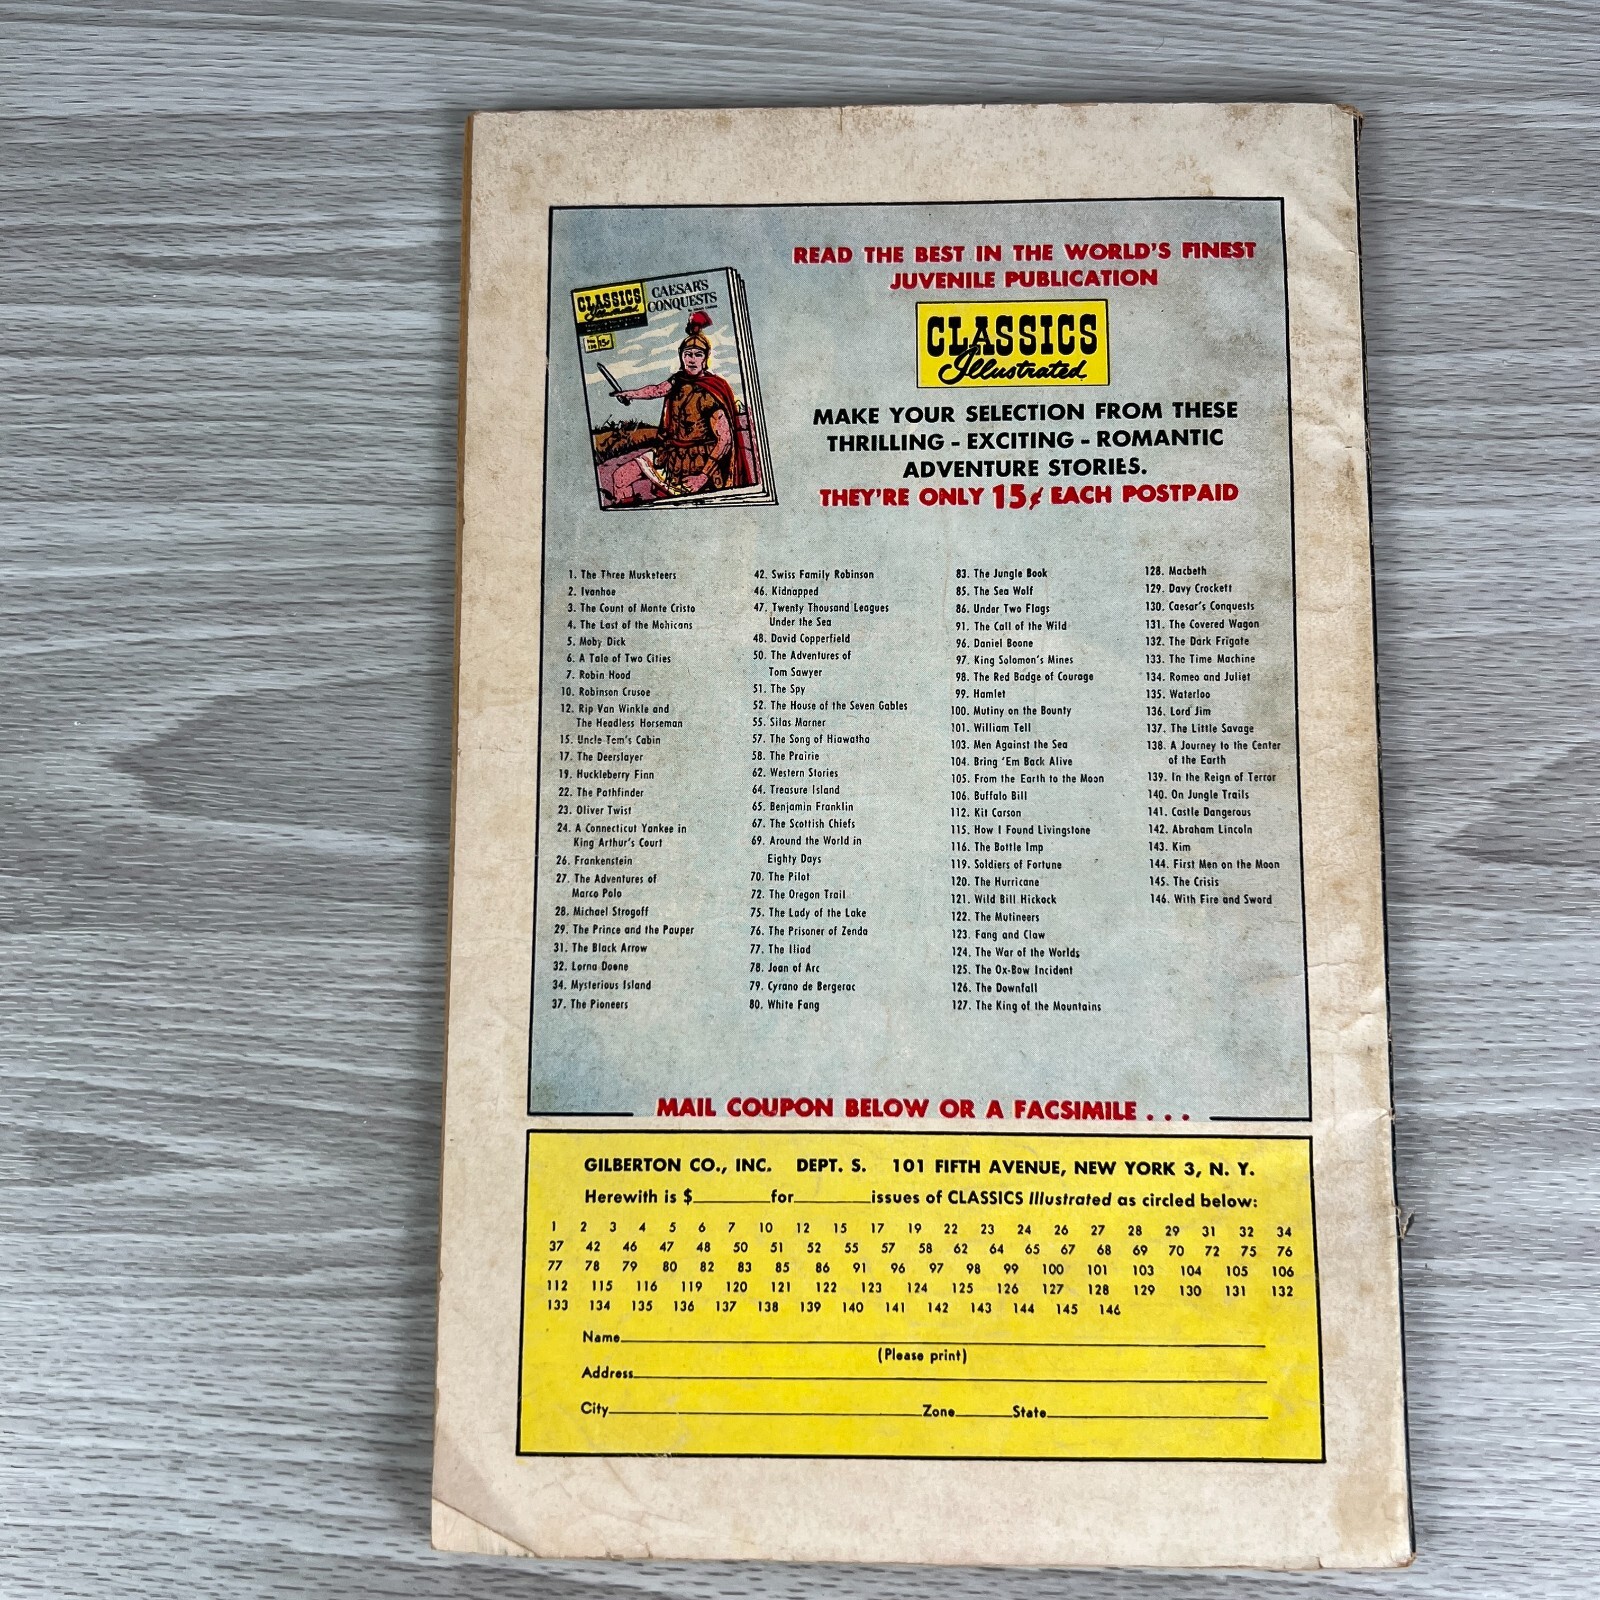 READ THE BEST IN THE WORLD'S FINEST
JUVENILE PUBLICATION
CLASSICS
Illustrated
MAKE YOUR SELECTION FROM THESE
THRILLING - EXCITING - ROMANTIC
ADVENTURE STORIES.
THEY'RE ONLY 15¢ EACH POSTPAID
CLASSICS
Illustrated
CAESAR'S
CONQUESTS
15¢
1. The Three Musketeers
2. Ivanhoe
3. The Count of Monte Cristo
4. The Last of the Mohicans
5. Moby Dick
6. A Tale of Two Cities
7. Robin Hood
10. Robinson Crusoe
12. Rip Van Winkle and
The Headless Horseman
15. Uncle Tom's Cabin
17. The Deerslayer
19. Huckleberry Finn
22. The Pathfinder
23. Oliver Twist
24. A Connecticut Yankee in
King Arthur's Court
26. Frankenstein
27. The Adventures of
Marco Polo
28. Michael Strogoff
29. The Prince and the Pauper
31. The Black Arrow
32. Lorna Doone
34. Mysterious Island
37. The Pioneers
42. Swiss Family Robinson
46. Kidnapped
47. Twenty Thousand Leagues
Under the Sea
48. David Copperfield
50. The Adventures of
Tom Sawyer
51. The Spy
52. The House of the Seven Gables
55. Silas Marner
57. The Song of Hiawatha
58. The Prairie
62. Western Stories
64. Treasure Island
65. Benjamin Franklin
67. The Scottish Chiefs
69. Around the World in
Eighty Days
70. The Pilot
72. The Oregon Trail
75. The Lady of the Lake
76. The Prisoner of Zenda
77. The Iliad
78. Joan of Arc
79. Cyrano de Bergerac
80. White Fang
83. The Jungle Book
85. The Sea Wolf
86. Under Two Flags
91. The Call of the Wild
96. Daniel Boone
97. King Solomon's Mines
98. The Red Badge of Courage
99. Hamlet
100. Mutiny on the Bounty
101. William Tell
103. Men Against the Sea
104. Bring 'Em Back Alive
105. From the Earth to the Moon
106. Buffalo Bill
112. Kit Carson
115. How I Found Livingstone
116. The Bottle Imp
119. Soldiers of Fortune
120. The Hurricane
121. Wild Bill Hickock
122. The Mutineers
123. Fang and Claw
124. The War of the Worlds
125. The Ox-Bow Incident
126. The Downfall
127. The King of the Mountains
128. Macbeth
129. Davy Crockett
130. Caesar's Conquests
131. The Covered Wagon
132. The Dark Frigate
133. The Time Machine
134. Romeo and Juliet
135. Waterloo
136. Lord Jim
137. The Little Savage
138. A Journey to the Center
of the Earth
139. In the Reign of Terror
140. On Jungle Trails
141. Castle Dangerous
142. Abraham Lincoln
143. Kim
144. First Men on the Moon
145. The Crisis
146. With Fire and Sword
MAIL COUPON BELOW OR A FACSIMILE . . .
GILBERTON CO., INC. DEPT. S. 101 FIFTH AVENUE, NEW YORK 3, N. Y.
Herewith is $________for________issues of CLASSICS Illustrated as circled below:
1 2 3 4 5 6 7 10 12 15 17 19 22 23 24 26 27 28 29 31 32 34
37 42 46 47 48 50 51 52 55 57 58 62 64 65 67 68 69 70 72 75 76
77 78 79 80 82 83 85 86 91 96 97 98 99 100 101 103 104 105 106
112 115 116 119 120 121 122 123 124 125 126 127 128 129 130 131 132
133 134 135 136 137 138 139 140 141 142 143 144 145 146
Name
(Please print)
Address
City Zone State